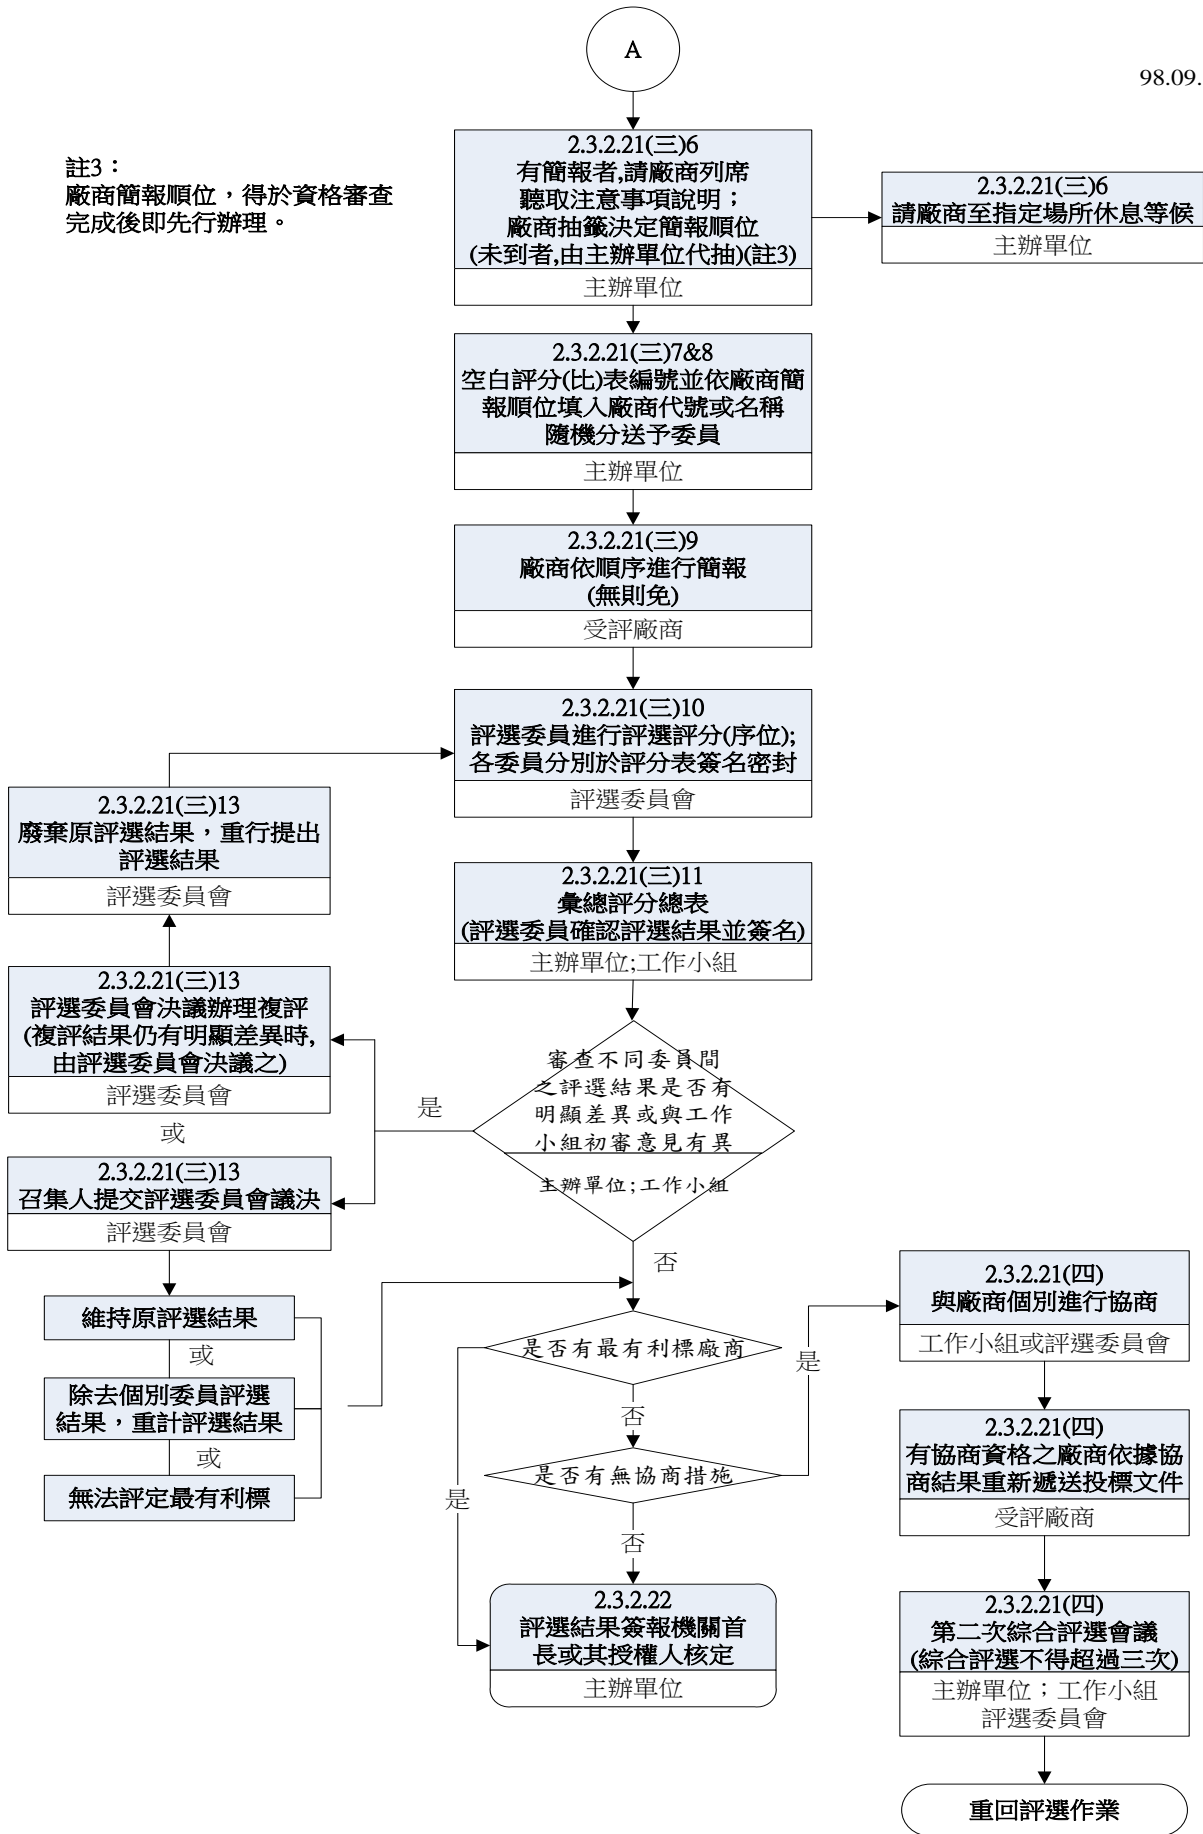 A
98.09.
註3：
廠商簡報順位，得於資格審查
完成後即先行辦理。
2.3.2.21(三)6
有簡報者,請廠商列席
聽取注意事項說明；
廠商抽籤決定簡報順位
(未到者,由主辦單位代抽)(註3)
主辦單位
2.3.2.21(三)6
請廠商至指定場所休息等候
主辦單位
2.3.2.21(三)7&8
空白評分(比)表編號並依廠商簡
報順位填入廠商代號或名稱
隨機分送予委員
主辦單位
2.3.2.21(三)9
廠商依順序進行簡報
(無則免)
受評廠商
2.3.2.21(三)10
評選委員進行評選評分(序位);
各委員分別於評分表簽名密封
評選委員會
2.3.2.21(三)13
廢棄原評選結果，重行提出
評選結果
評選委員會
2.3.2.21(三)11
彙總評分總表
(評選委員確認評選結果並簽名)
主辦單位;工作小組
2.3.2.21(三)13
評選委員會決議辦理複評
(複評結果仍有明顯差異時,
由評選委員會決議之)
評選委員會
或
審查不同委員間
之評選結果是否有
明顯差異或與工作
小組初審意見有異
主辦單位;工作小組
是
2.3.2.21(三)13
召集人提交評選委員會議決
評選委員會
否
維持原評選結果
或
除去個別委員評選
結果，重計評選結果
或
無法評定最有利標
是否有最有利標廠商
是
否
是否有無協商措施
是
否
2.3.2.22
評選結果簽報機關首
長或其授權人核定
主辦單位
2.3.2.21(四)
與廠商個別進行協商
工作小組或評選委員會
2.3.2.21(四)
有協商資格之廠商依據協
商結果重新遞送投標文件
受評廠商
2.3.2.21(四)
第二次綜合評選會議
(綜合評選不得超過三次)
主辦單位；工作小組
評選委員會
重回評選作業